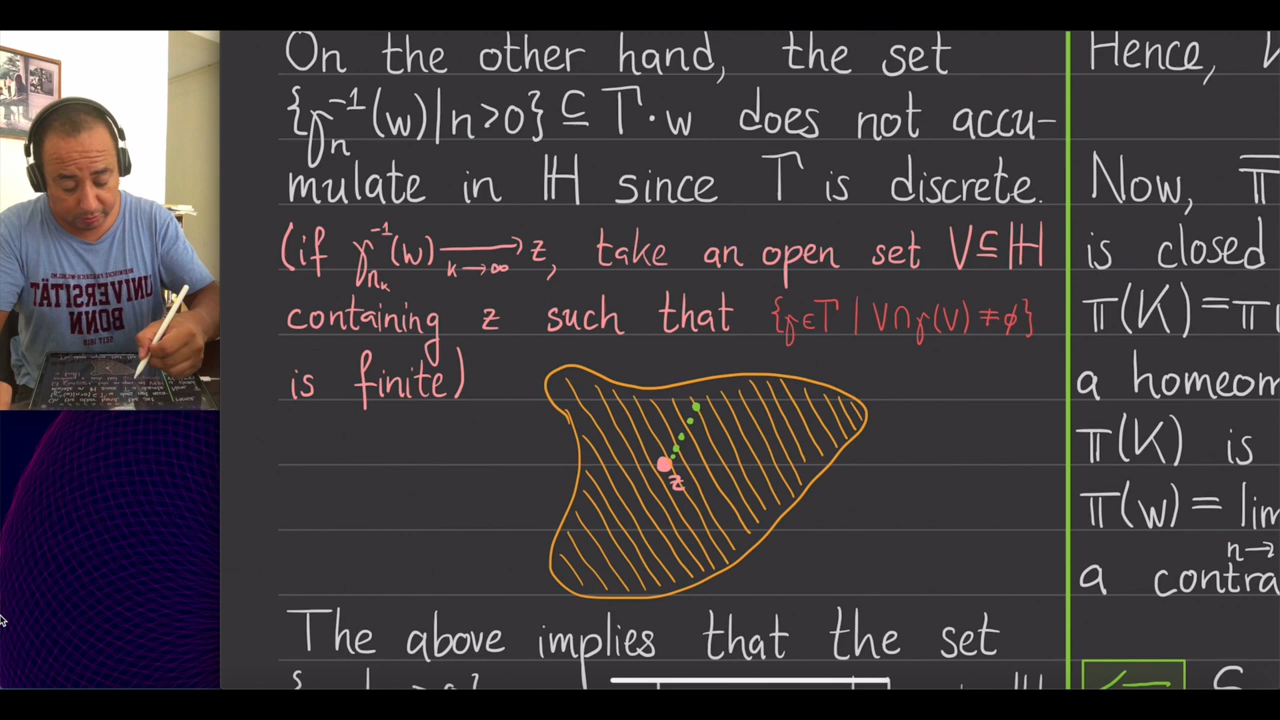 On the other hand, the set
{γₙ⁻¹(w)|n>0} ⊆ Γ·w does not accu-
mulate in ℍ since Γ is discrete.
(if γₙₖ⁻¹(w) ⟶ z, take an open set V⊆ℍ
k→∞
containing z such that {γ∈Γ | V∩γ(V) ≠ ∅}
is finite)
z
The above implies that the set
Hence,
Now,
is closed
π(K)=π(
a homeom
π(K) is
π(w)= lim
n→
a contra
UNIVERSITÄT
BONN
SEIT 1818